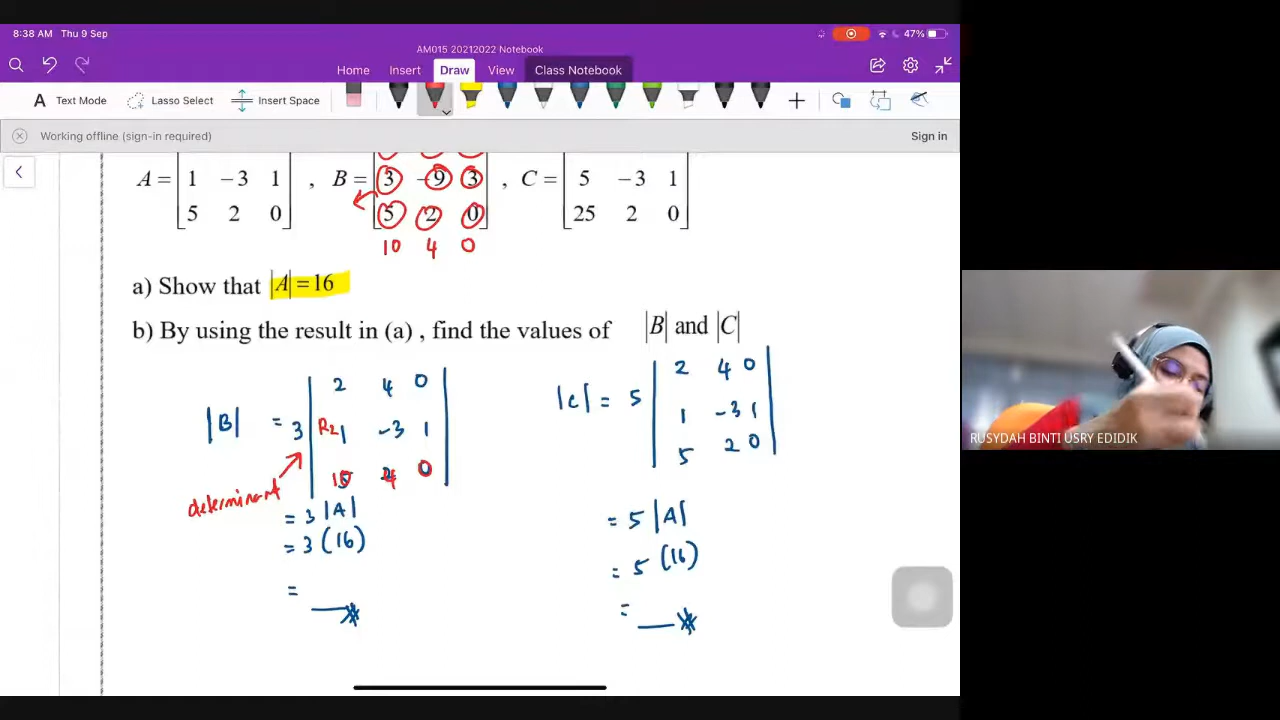 8:38 AM Thu 9 Sep
47%
AM015 20212022 Notebook
Home Insert Draw View Class Notebook
A Text Mode Lasso Select Insert Space
Working offline (sign-in required) Sign in
A = 1 -3 1 , B = 3 -9 3 , C = 5 -3 1
5 2 0 5 2 0 25 2 0
10 4 0
a) Show that |A| = 16
b) By using the result in (a) , find the values of |B| and |C|
|B| = 3 | 2 4 0
R2 1 -3 1
10 4 0 |
determinant
= 3 |A|
= 3 (16)
=
|C| = 5 | 2 4 0
1 -3 1
5 2 0 |
= 5 |A|
= 5 (16)
=
RUSYDAH BINTI USRY EDIDIK